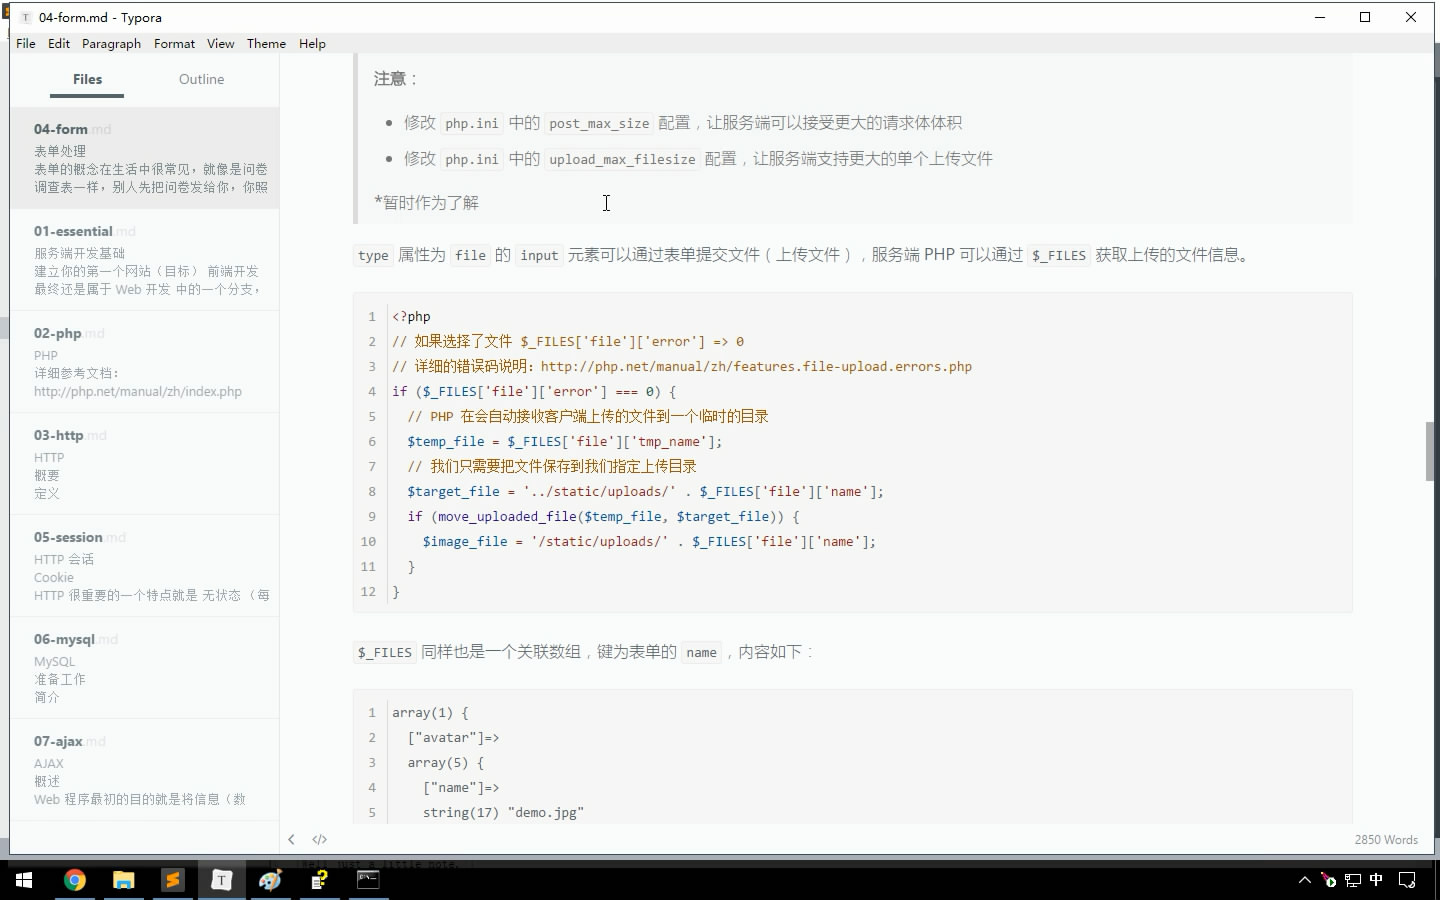 04-form.md - Typora
File Edit Paragraph Format View Theme Help
Files Outline
04-form.md
表单处理
表单的概念在生活中很常见，就像是问卷
调查表一样，别人先把问卷发给你，你照
01-essential.md
服务端开发基础
建立你的第一个网站（目标） 前端开发
最终还是属于 Web 开发 中的一个分支，
02-php.md
PHP
详细参考文档：
http://php.net/manual/zh/index.php
03-http.md
HTTP
概要
定义
05-session.md
HTTP 会话
Cookie
HTTP 很重要的一个特点就是 无状态 （每
06-mysql.md
MySQL
准备工作
简介
07-ajax.md
AJAX
概述
Web 程序最初的目的就是将信息（数
注意：
修改 php.ini 中的 post_max_size 配置，让服务端可以接受更大的请求体体积
修改 php.ini 中的 upload_max_filesize 配置，让服务端支持更大的单个上传文件
*暂时作为了解
type 属性为 file 的 input 元素可以通过表单提交文件（上传文件），服务端 PHP 可以通过 $_FILES 获取上传的文件信息。
1 <?php
2 // 如果选择了文件 $_FILES['file']['error'] => 0
3 // 详细的错误码说明：http://php.net/manual/zh/features.file-upload.errors.php
4 if ($_FILES['file']['error'] === 0) {
5 // PHP 在会自动接收客户端上传的文件到一个临时的目录
6 $temp_file = $_FILES['file']['tmp_name'];
7 // 我们只需要把文件保存到我们指定上传目录
8 $target_file = '../static/uploads/' . $_FILES['file']['name'];
9 if (move_uploaded_file($temp_file, $target_file)) {
10 $image_file = '/static/uploads/' . $_FILES['file']['name'];
11 }
12 }
$_FILES 同样也是一个关联数组，键为表单的 name ，内容如下：
1 array(1) {
2 ["avatar"]=>
3 array(5) {
4 ["name"]=>
5 string(17) "demo.jpg"
2850 Words
中